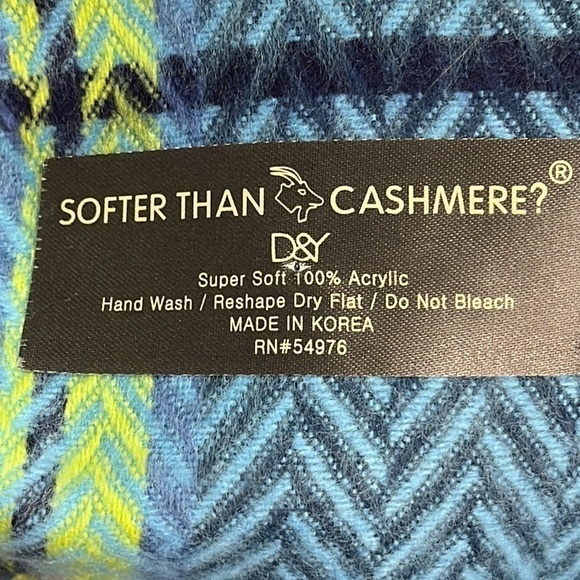 SOFTER THAN CASHMERE?®
D&Y
Super Soft 100% Acrylic
Hand Wash / Reshape Dry Flat / Do Not Bleach
MADE IN KOREA
RN#54976